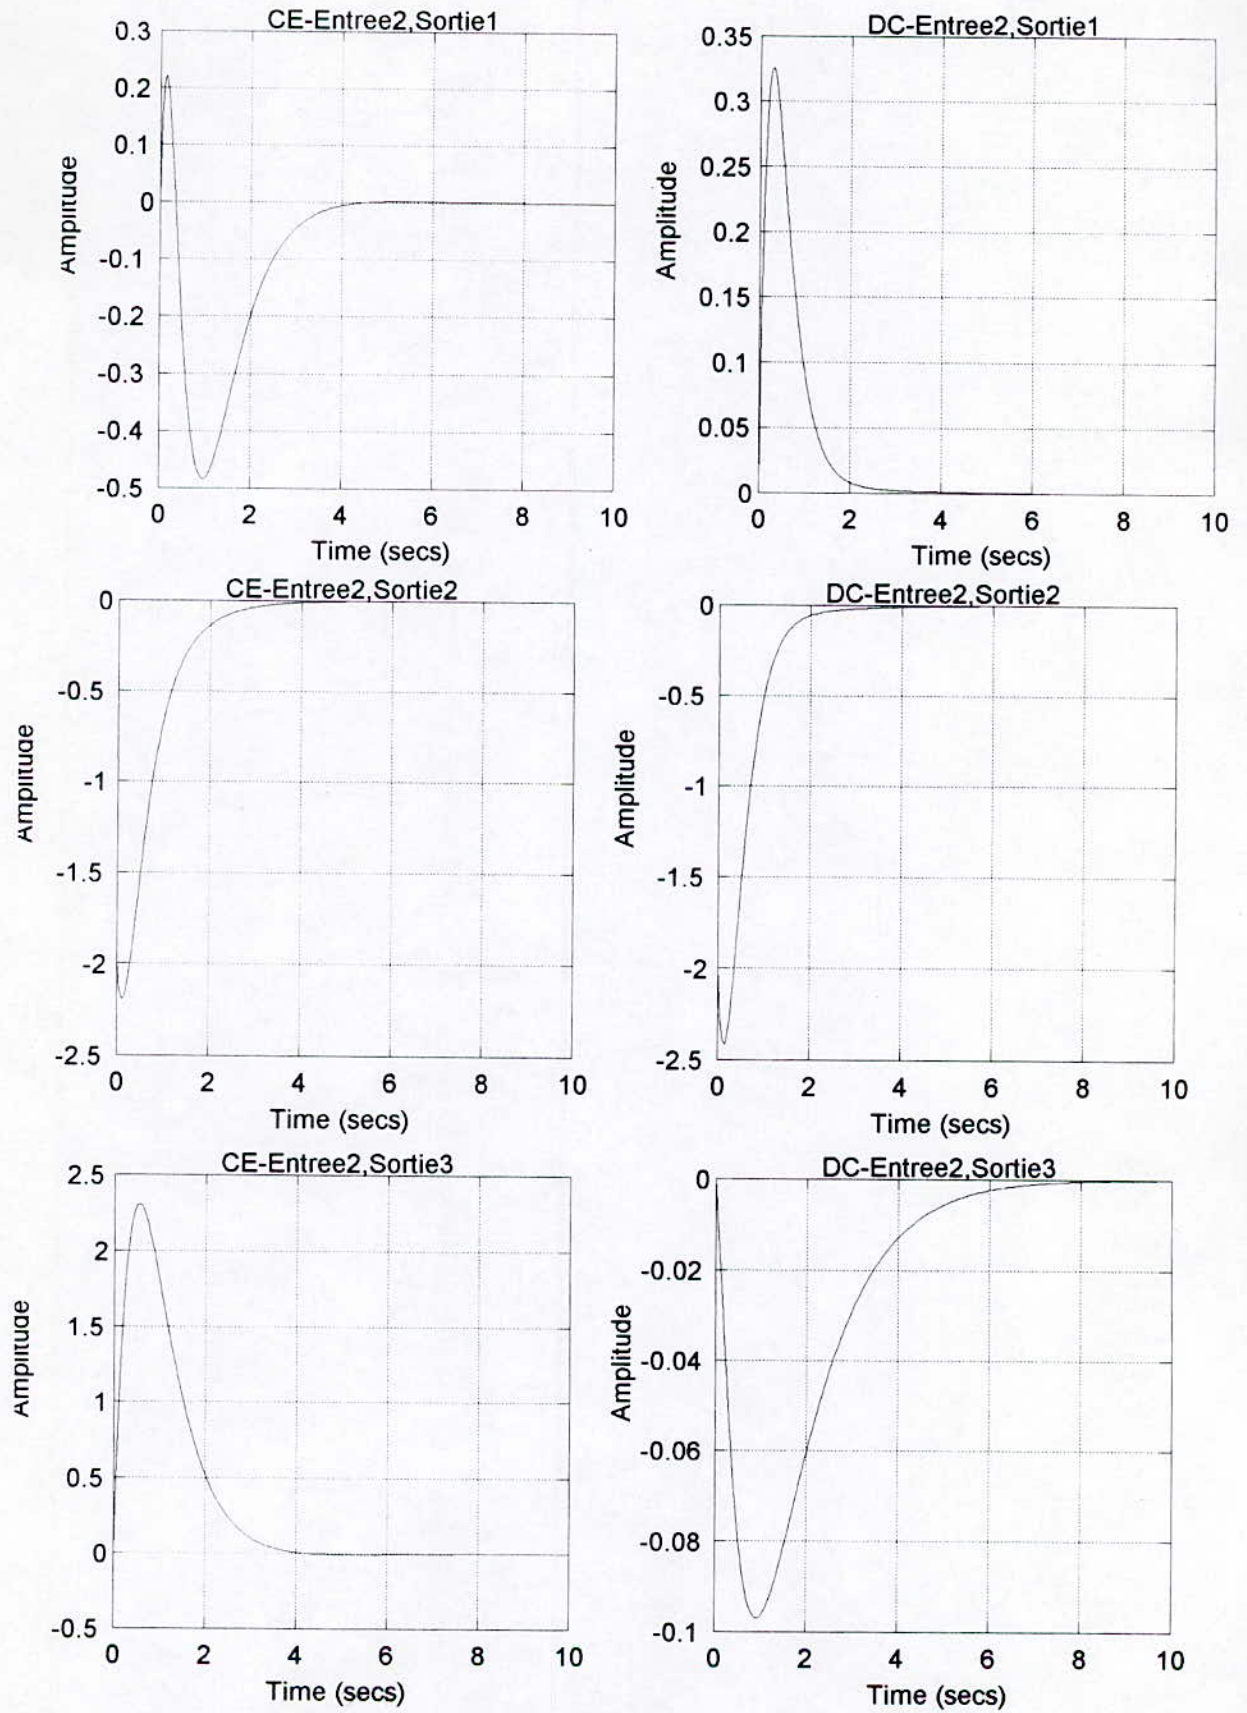 CE-Entree2,Sortie1
0.3
0.2
0.1
0
-0.1
-0.2
-0.3
-0.4
-0.5
Amplitude
0 2 4 6 8 10
Time (secs)
DC-Entree2,Sortie1
0.35
0.3
0.25
0.2
0.15
0.1
0.05
0
Amplitude
0 2 4 6 8 10
Time (secs)
CE-Entree2,Sortie2
0
-0.5
-1
-1.5
-2
-2.5
Amplitude
0 2 4 6 8 10
Time (secs)
DC-Entree2,Sortie2
0
-0.5
-1
-1.5
-2
-2.5
Amplitude
0 2 4 6 8 10
Time (secs)
CE-Entree2,Sortie3
2.5
2
1.5
1
0.5
0
-0.5
Amplitude
0 2 4 6 8 10
Time (secs)
DC-Entree2,Sortie3
0
-0.02
-0.04
-0.06
-0.08
-0.1
Amplitude
0 2 4 6 8 10
Time (secs)